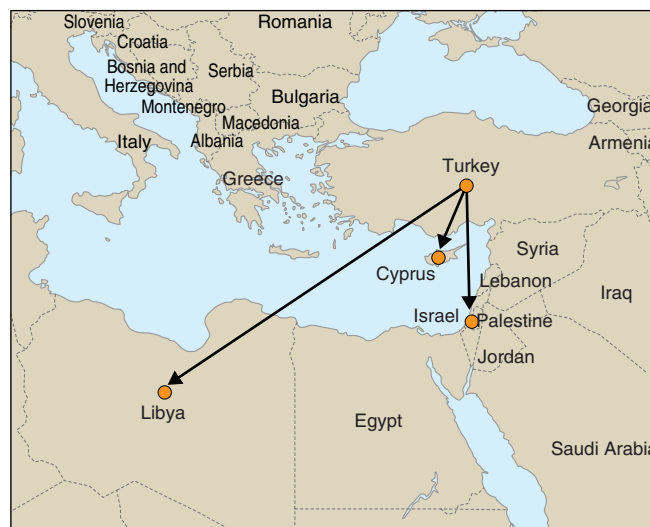 Slovenia
Romania
Croatia
Bosnia and
Herzegovina
Serbia
Montenegro
Bulgaria
Macedonia
Georgia
Italy
Albania
Armenia
Greece
Turkey
Syria
Cyprus
Lebanon
Iraq
Israel
Palestine
Jordan
Libya
Egypt
Saudi Arabia